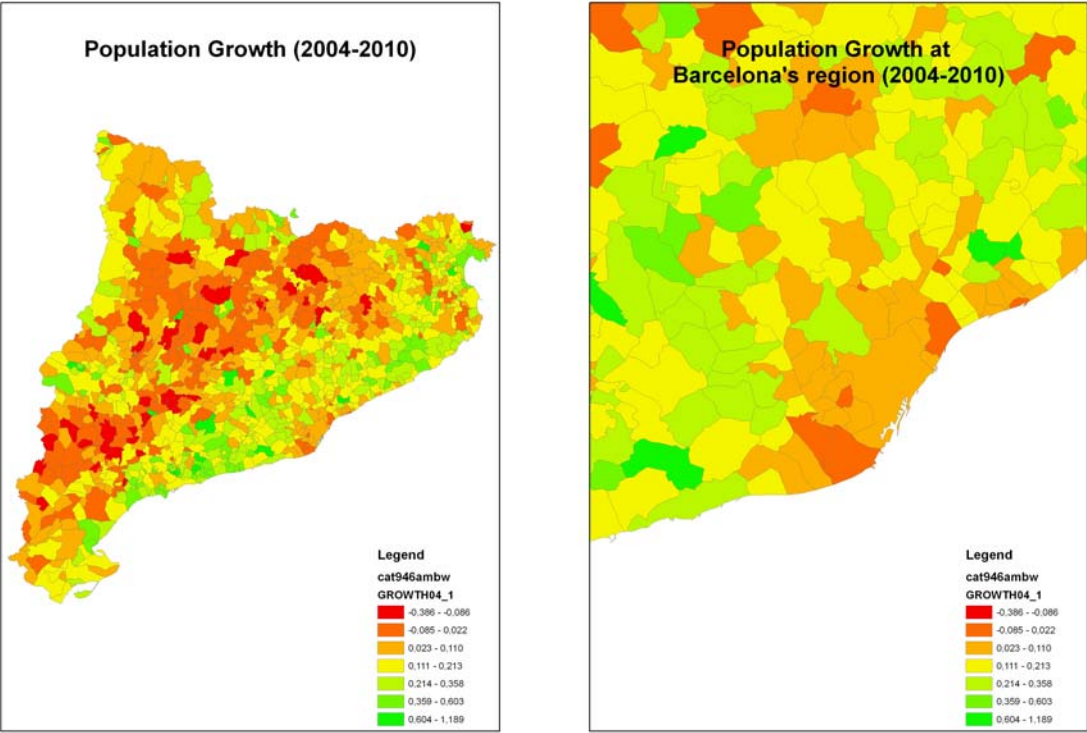 Population Growth (2004-2010)
Legend
cat946ambw
GROWTH04_1
-0,386 - -0,086
-0,085 - 0,022
0,023 - 0,110
0,111 - 0,213
0,214 - 0,358
0,359 - 0,603
0,604 - 1,189
Population Growth at
Barcelona's region (2004-2010)
Legend
cat946ambw
GROWTH04_1
-0,386 - -0,086
-0,085 - 0,022
0,023 - 0,110
0,111 - 0,213
0,214 - 0,358
0,359 - 0,603
0,604 - 1,189